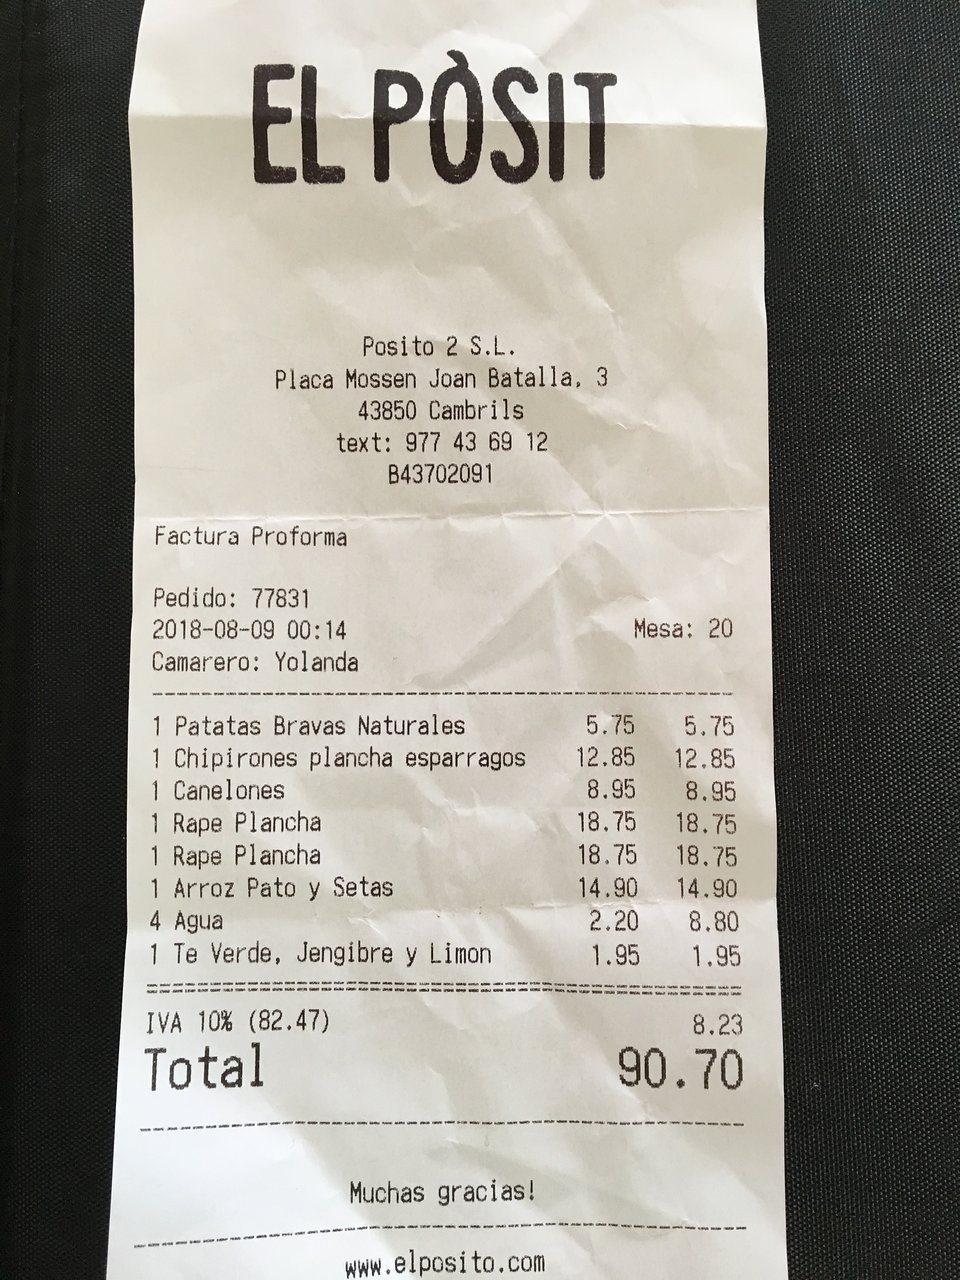 EL PÒSIT
Posito 2 S.L.
Placa Mossen Joan Batalla, 3
43850 Cambrils
text: 977 43 69 12
B43702091
Factura Proforma
Pedido: 77831
2018-08-09 00:14 Mesa: 20
Camarero: Yolanda
1 Patatas Bravas Naturales 5.75 5.75
1 Chipirones plancha esparragos 12.85 12.85
1 Canelones 8.95 8.95
1 Rape Plancha 18.75 18.75
1 Rape Plancha 18.75 18.75
1 Arroz Pato y Setas 14.90 14.90
4 Agua 2.20 8.80
1 Te Verde, Jengibre y Limon 1.95 1.95
IVA 10% (82.47) 8.23
Total 90.70
Muchas gracias!
www.elposito.com